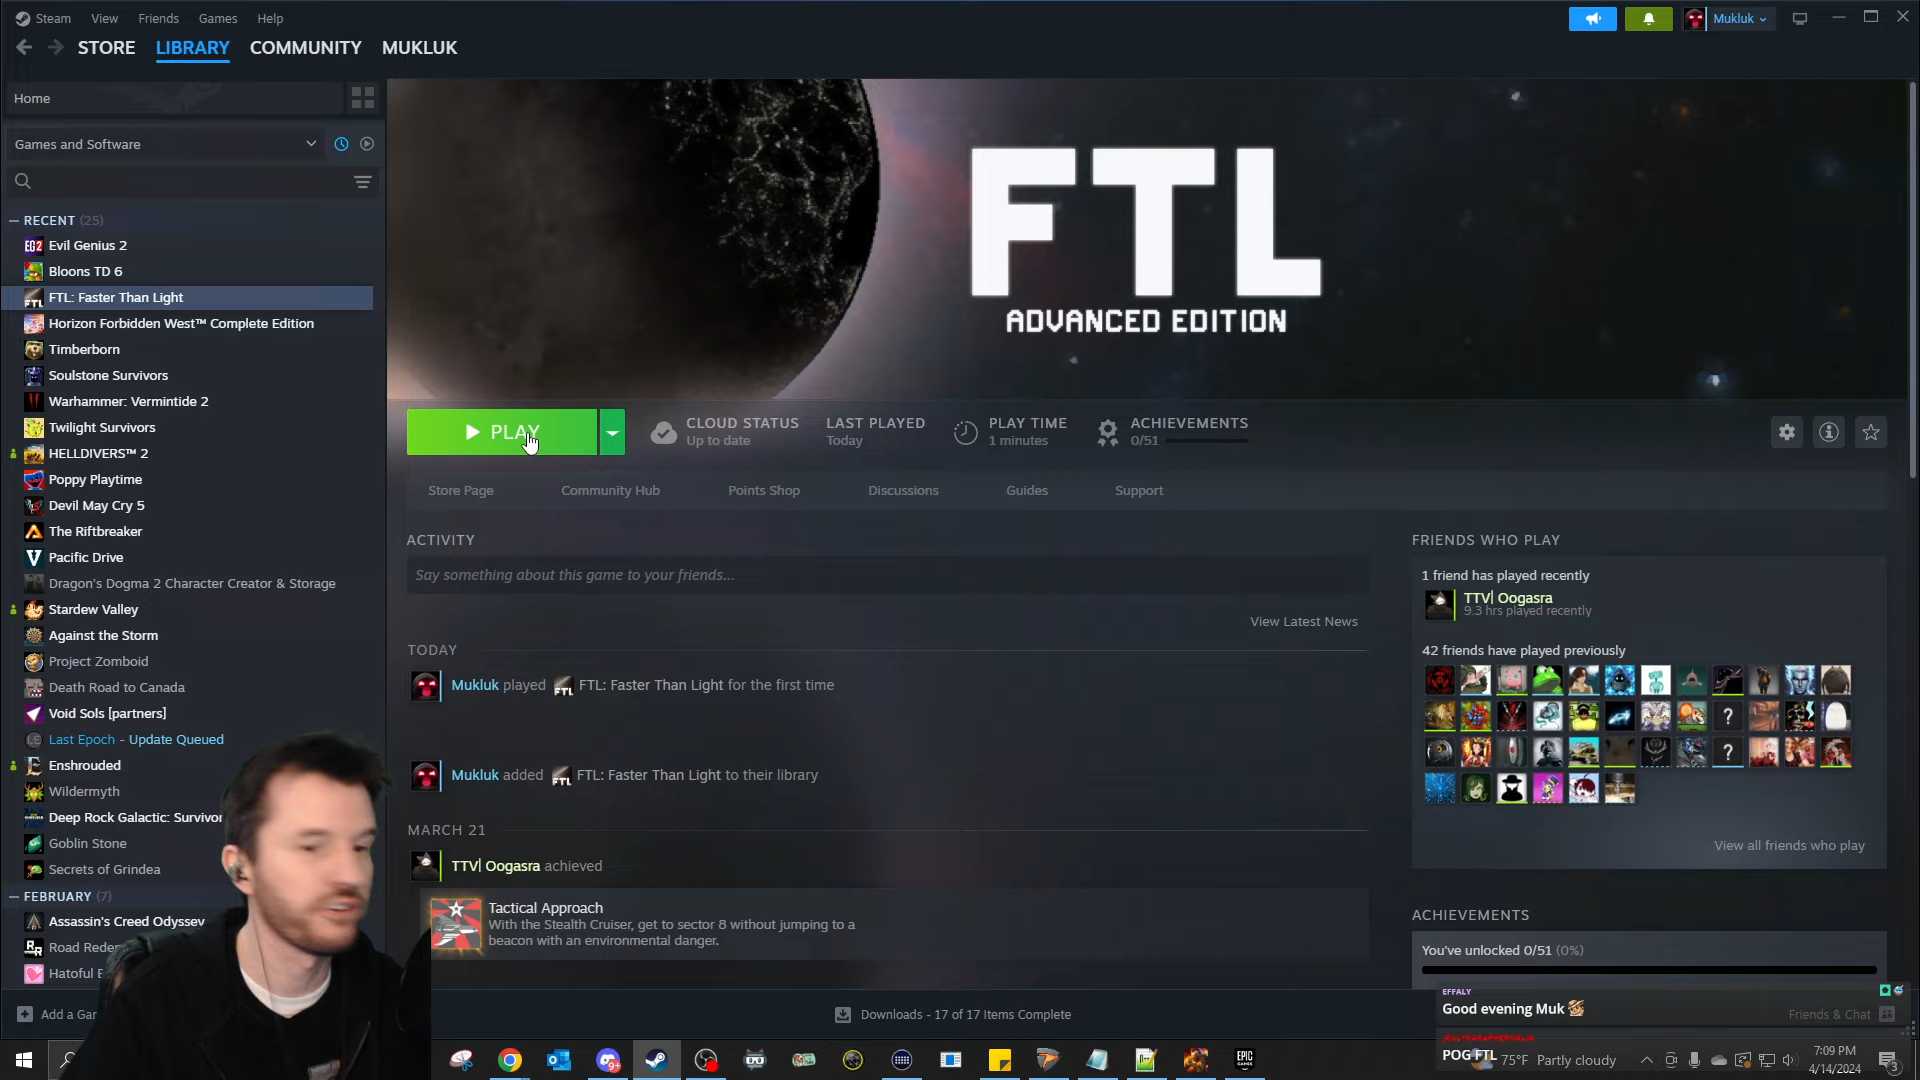 Steam View Friends Games Help
Mukluk
STORE LIBRARY COMMUNITY MUKLUK
Home
Games and Software
RECENT (25)
EG2 Evil Genius 2
Bloons TD 6
FTL FTL: Faster Than Light
Horizon Forbidden West™ Complete Edition
Timberborn
Soulstone Survivors
Warhammer: Vermintide 2
Twilight Survivors
HELLDIVERS™ 2
Poppy Playtime
Devil May Cry 5
The Riftbreaker
Pacific Drive
Dragon's Dogma 2 Character Creator & Storage
Stardew Valley
Against the Storm
Project Zomboid
Death Road to Canada
Void Sols [partners]
Last Epoch - Update Queued
Enshrouded
Wildermyth
Deep Rock Galactic: Survivor
Goblin Stone
Secrets of Grindea
FEBRUARY (7)
Assassin's Creed Odyssey
Road
Hatoful
Add a
FTL
ADVANCED EDITION
PLAY
CLOUD STATUS
Up to date
LAST PLAYED
Today
PLAY TIME
1 minutes
ACHIEVEMENTS
0/51
Store Page Community Hub Points Shop Discussions Guides Support
ACTIVITY
Say something about this game to your friends...
View Latest News
TODAY
Mukluk played FTL FTL: Faster Than Light for the first time
Mukluk added FTL FTL: Faster Than Light to their library
MARCH 21
TTV| Oogasra achieved
Tactical Approach
With the Stealth Cruiser, get to sector 8 without jumping to a
beacon with an environmental danger.
FRIENDS WHO PLAY
1 friend has played recently
TTV| Oogasra
9.3 hrs played recently
42 friends have played previously
View all friends who play
ACHIEVEMENTS
You've unlocked 0/51 (0%)
Downloads - 17 of 17 Items Complete
EFFALY
Good evening Muk
Friends & Chat
POG FTL
75°F Partly cloudy
7:09 PM
4/14/2024
9+
EPIC GAMES
3